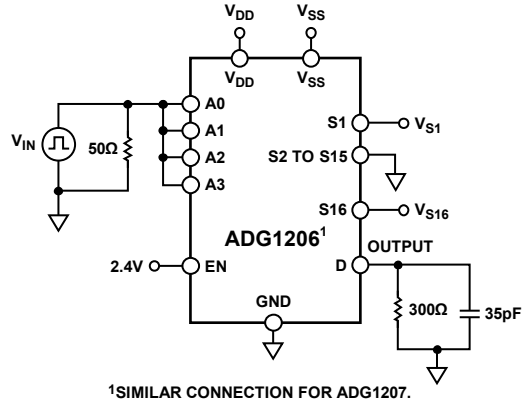 VDD
VSS
VDD
VSS
A0
S1
VS1
A1
VIN
50Ω
A2
S2 TO S15
A3
S16
VS16
ADG1206¹
OUTPUT
2.4V
EN
D
GND
300Ω
35pF
¹SIMILAR CONNECTION FOR ADG1207.